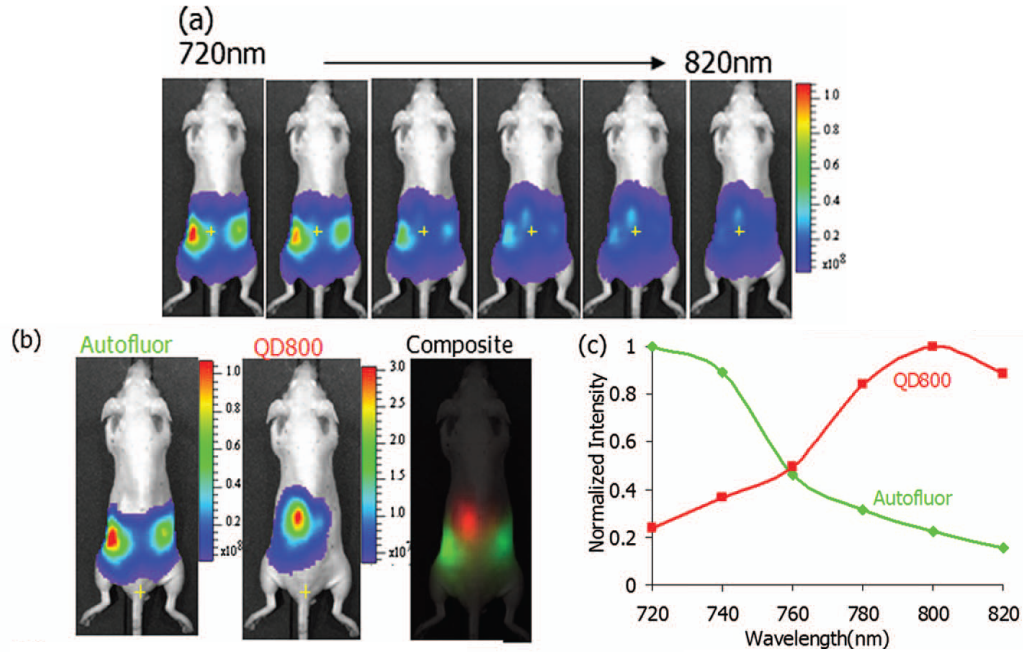 (a)
720nm
820nm
1.0
0.8
0.6
0.4
0.2
x10⁸
(b)
Autofluor
QD800
Composite
1.0
0.8
0.6
0.4
0.2
x10⁸
3.0
2.5
2.0
1.5
1.0
(c)
1
0.8
0.6
0.4
0.2
0
Normalized Intensity
QD800
Autofluor
720
740
760
780
800
820
Wavelength(nm)